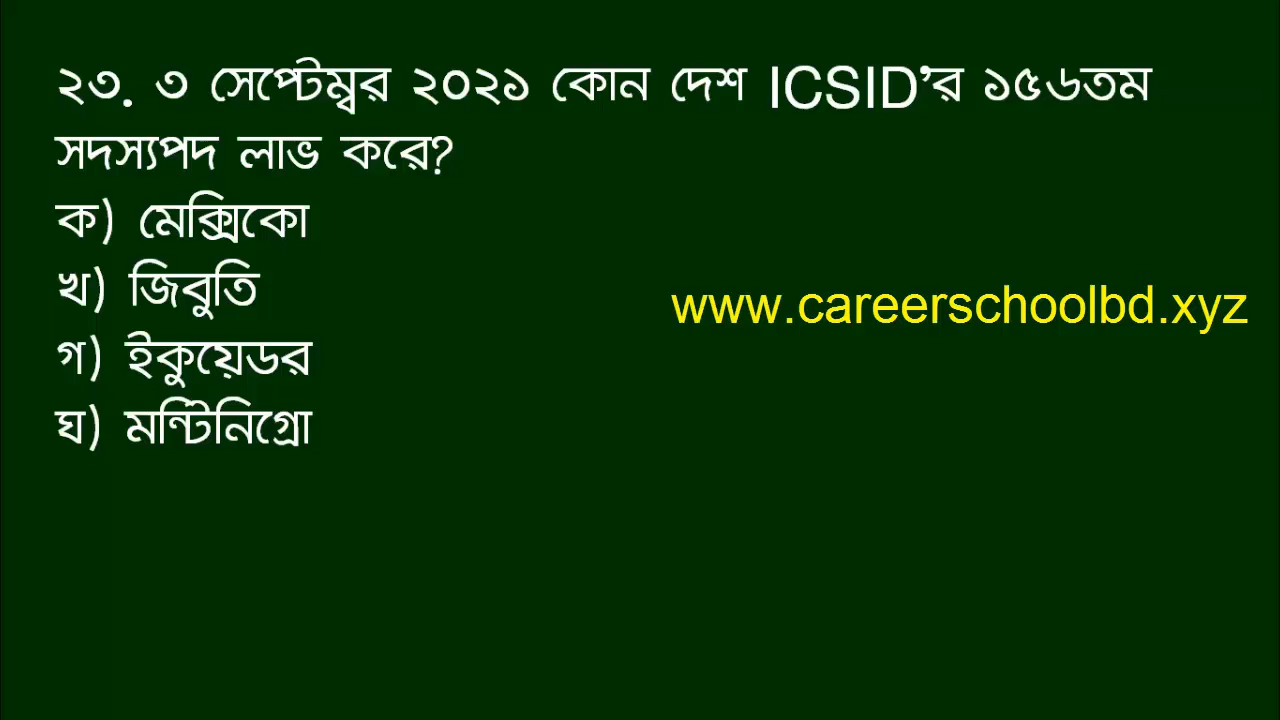 ২৩. ৩ সেপ্টেম্বর ২০২১ কোন দেশ ICSID’র ১৫৬তম
সদস্যপদ লাভ করে?
ক) মেক্সিকো
খ) জিবুতি
www.careerschoolbd.xyz
গ) ইকুয়েডর
ঘ) মন্টিনিগ্রো